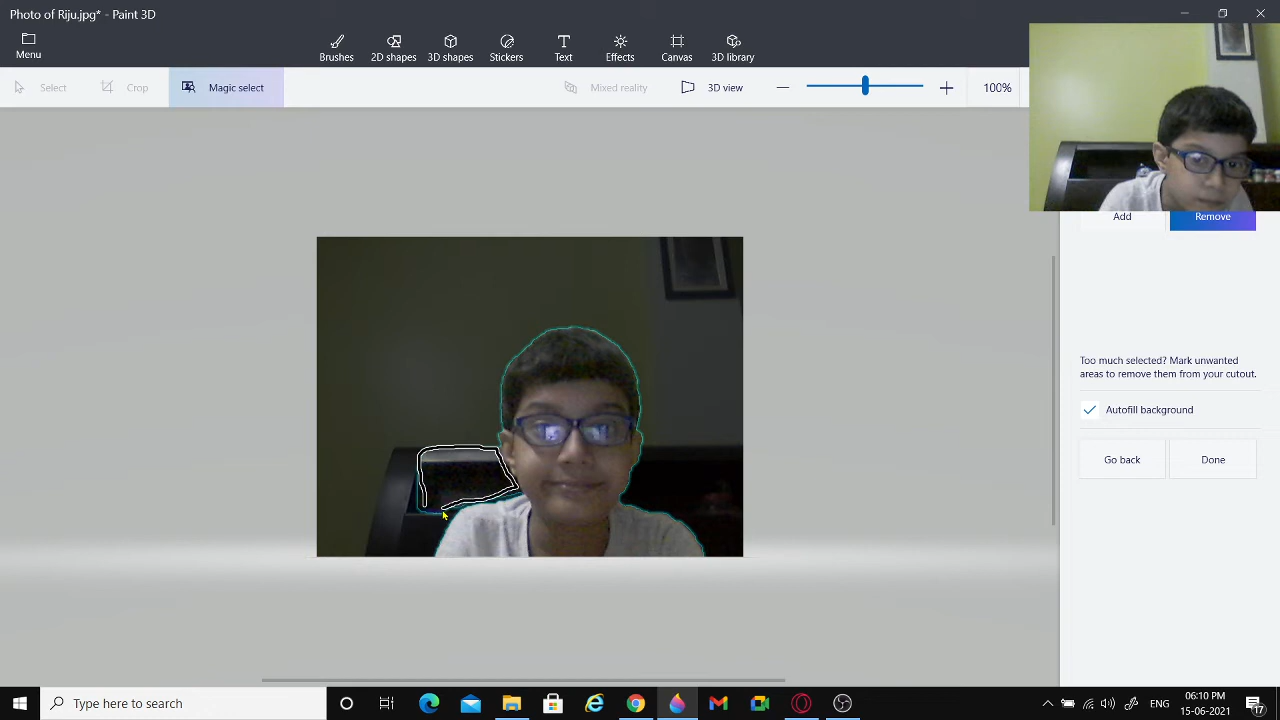 Photo of Riju.jpg* - Paint 3D
Menu
Brushes
2D shapes
3D shapes
Stickers
Text
Effects
Canvas
3D library
Select
Crop
Magic select
Mixed reality
3D view
100%
Add
Remove
Too much selected? Mark unwanted
areas to remove them from your cutout.
Autofill background
Go back
Done
Type here to search
ENG
06:10 PM
15-06-2021
17